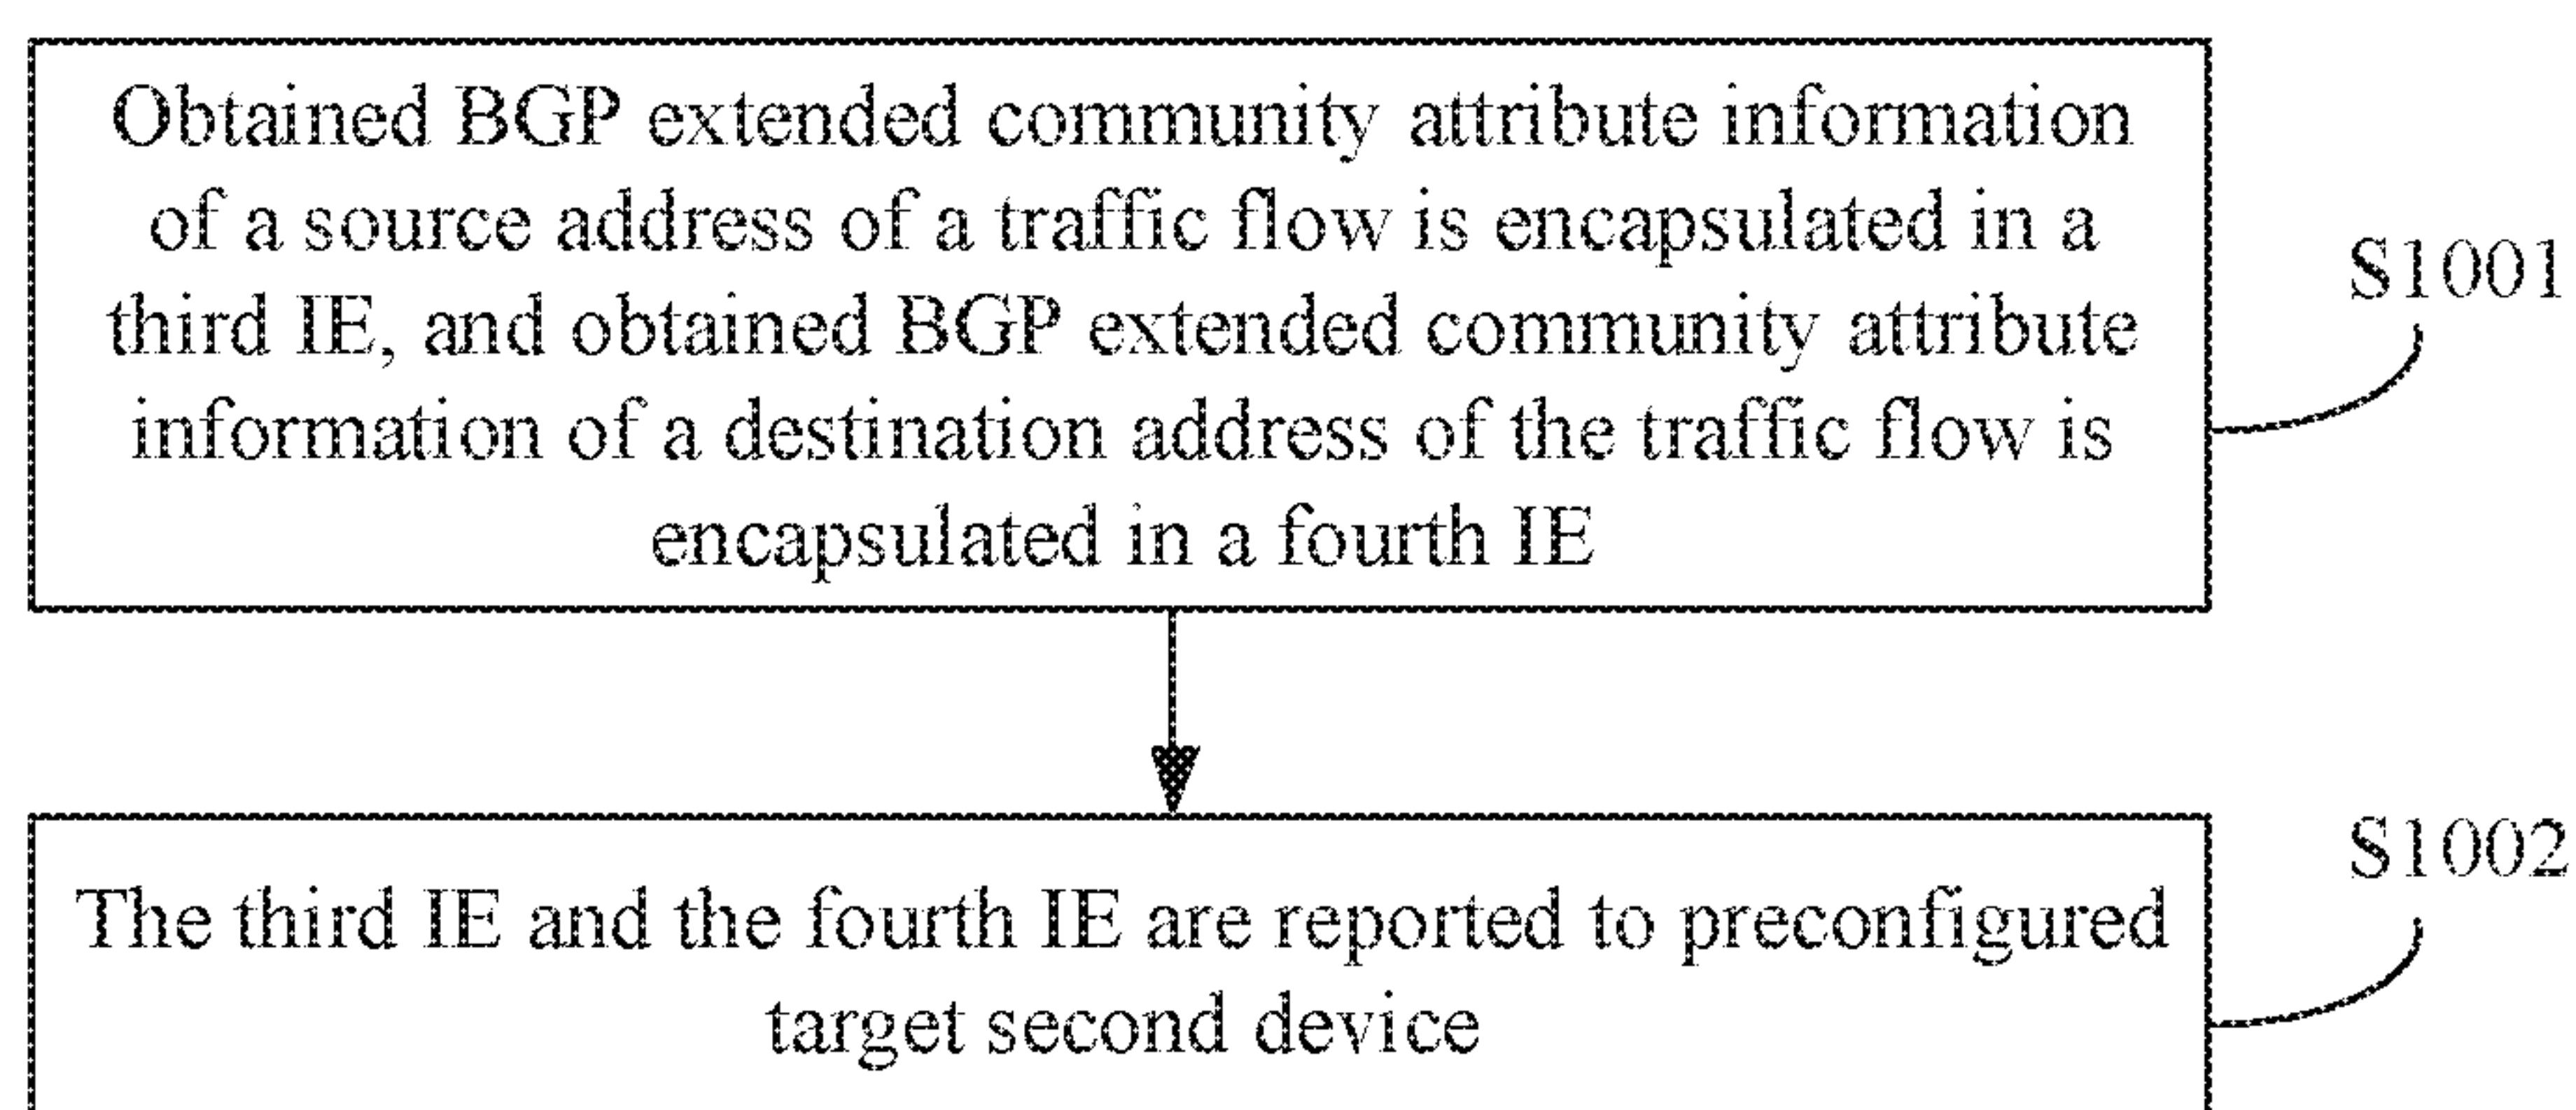 Obtained BGP extended community attribute information
of a source address of a traffic flow is encapsulated in a
third IE, and obtained BGP extended community attribute
information of a destination address of the traffic flow is
encapsulated in a fourth IE
S1001
The third IE and the fourth IE are reported to preconfigured
target second device
S1002